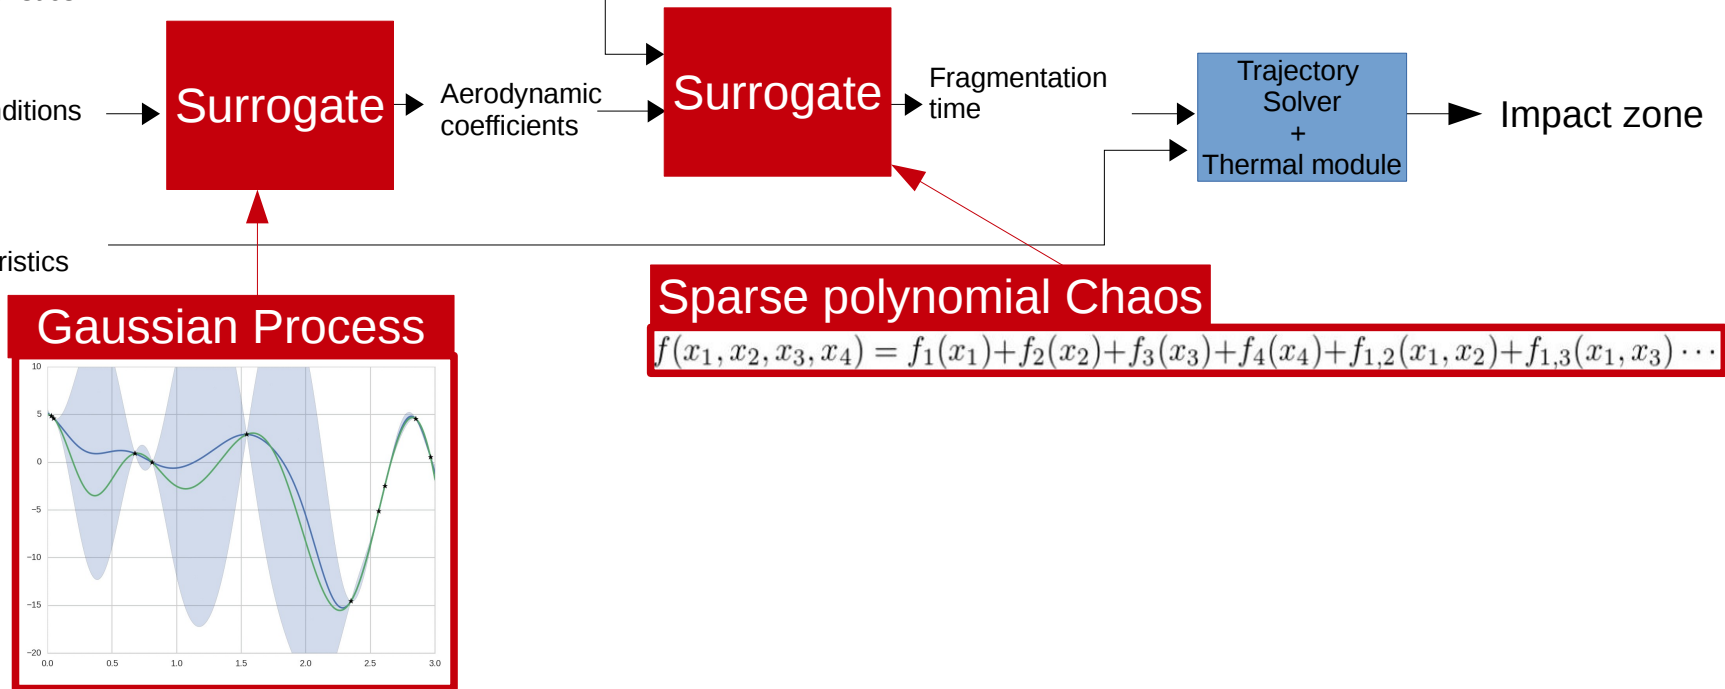 Surrogate
Aerodynamic
coefficients
Surrogate
Fragmentation
time
Trajectory
Solver
+
Thermal module
Impact zone
Gaussian Process
10
5
0
−5
−10
−15
−20
0.0 0.5 1.0 1.5 2.0 2.5 3.0
Sparse polynomial Chaos
f(x₁, x₂, x₃, x₄) = f₁(x₁)+f₂(x₂)+f₃(x₃)+f₄(x₄)+f₁,₂(x₁, x₂)+f₁,₃(x₁, x₃) ⋯